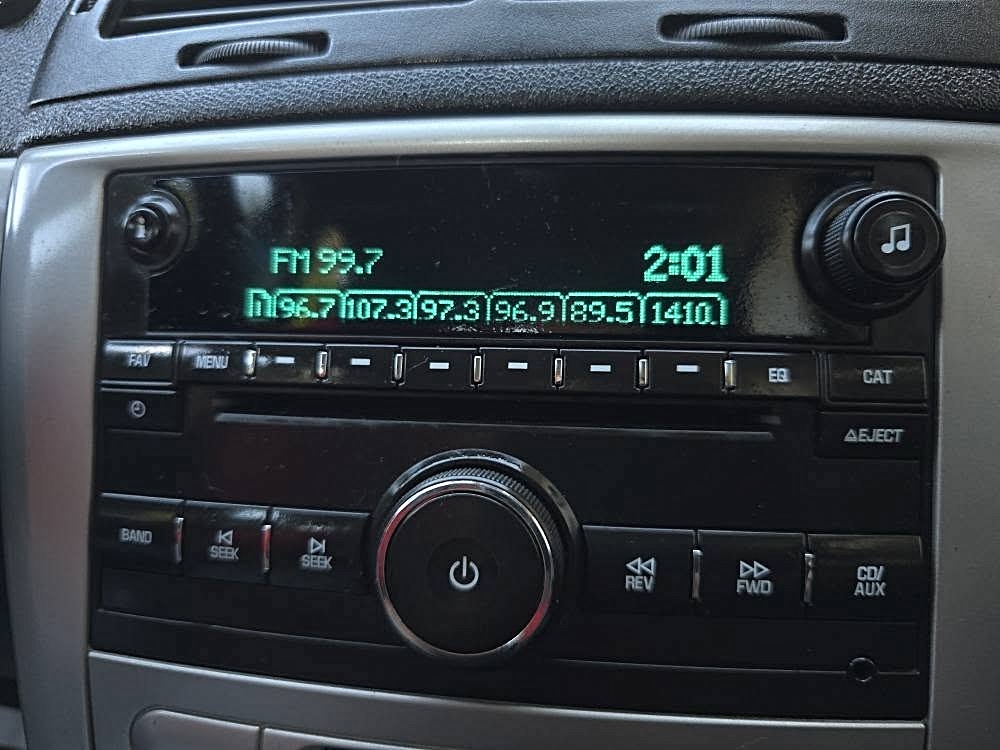 FM 99.7 2:01
96.7 107.3 97.3 96.9 89.5 1410
FAV MENU EQ CAT
EJECT
BAND SEEK SEEK REV FWD CD/
AUX